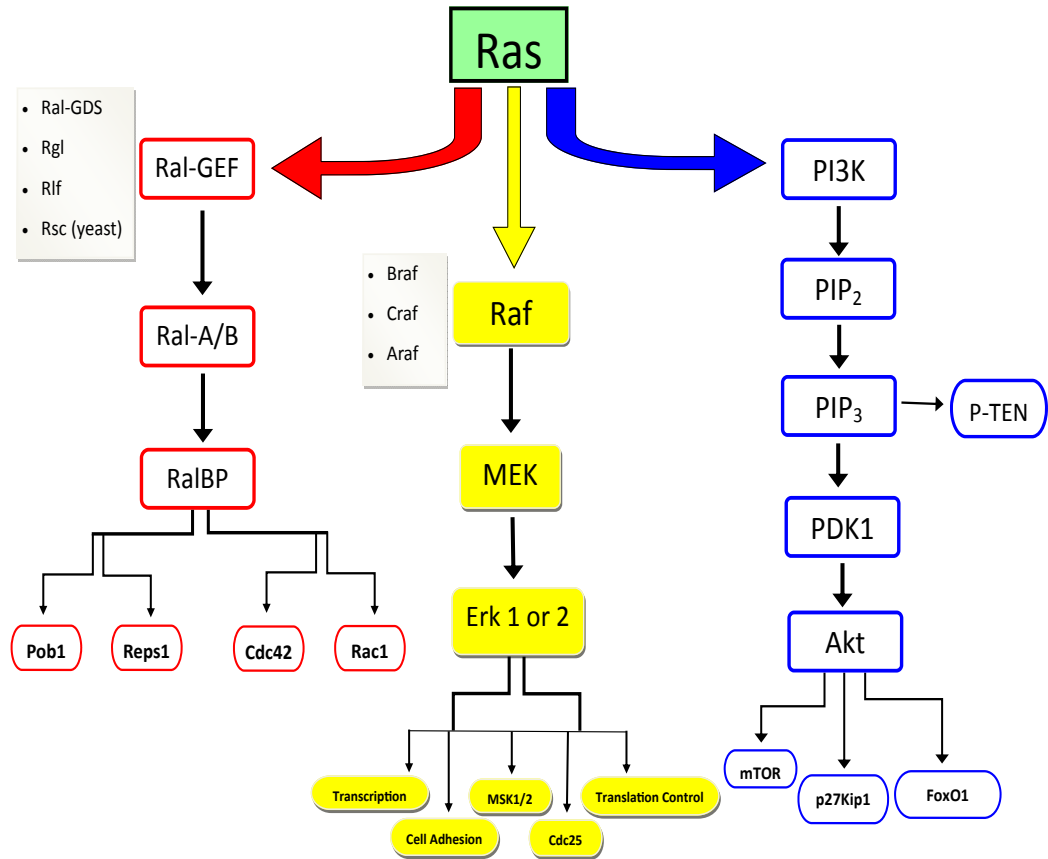 Ras
• Ral-GDS
• Rgl
• Rlf
• Rsc (yeast)
Ral-GEF
Ral-A/B
RalBP
Pob1
Reps1
Cdc42
Rac1
• Braf
• Craf
• Araf
Raf
MEK
Erk 1 or 2
Transcription
Cell Adhesion
MSK1/2
Cdc25
Translation Control
PI3K
PIP₂
PIP₃
P-TEN
PDK1
Akt
mTOR
p27Kip1
FoxO1